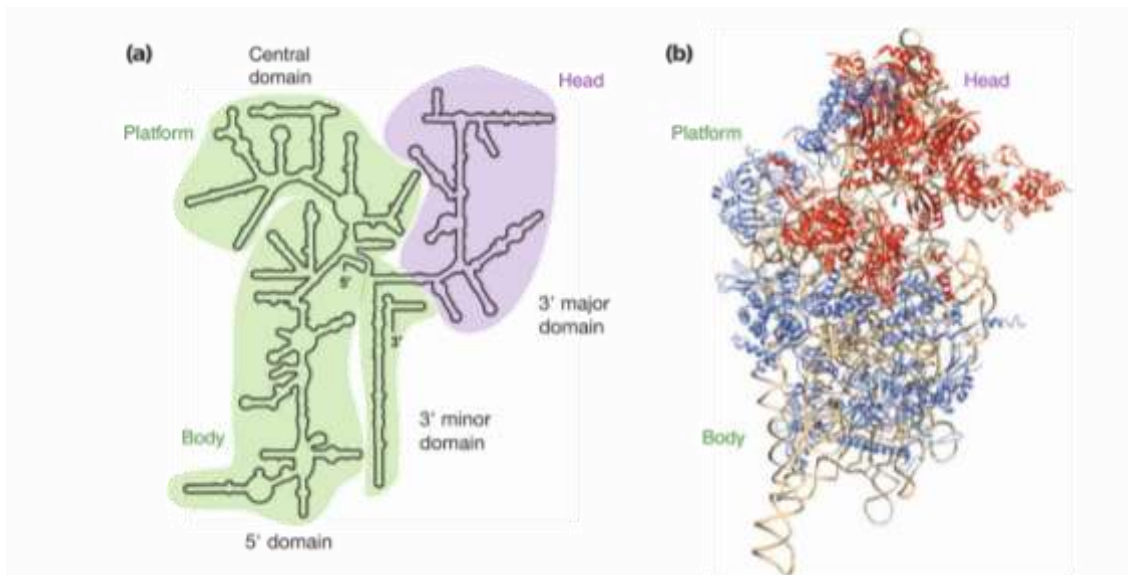 (a)
Central
domain
Head
Platform
5'
3' major
domain
3'
3' minor
domain
Body
5' domain
(b)
Head
Platform
Body